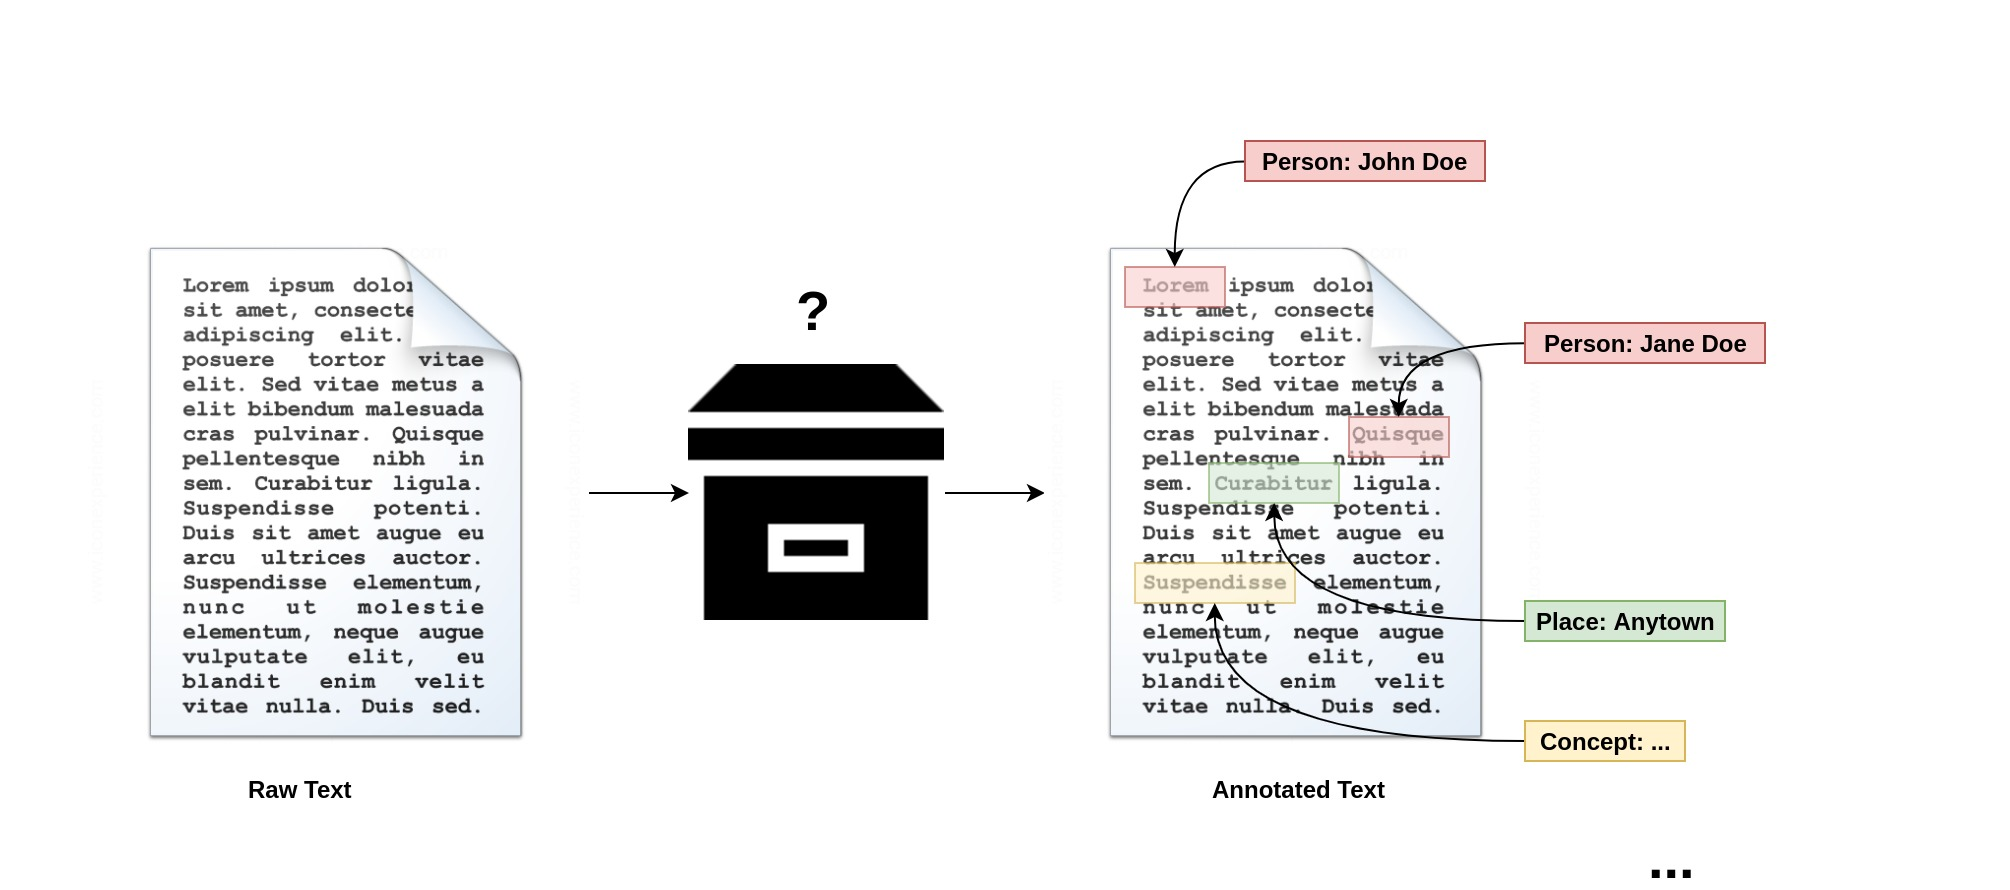 Lorem ipsum dolor
sit amet, consecte
adipiscing elit.
posuere tortor vitae
elit. Sed vitae metus a
elit bibendum malesuada
cras pulvinar. Quisque
pellentesque nibh in
sem. Curabitur ligula.
Suspendisse potenti.
Duis sit amet augue eu
arcu ultrices auctor.
Suspendisse elementum,
nunc ut molestie
elementum, neque augue
vulputate elit, eu
blandit enim velit
vitae nulla. Duis sed.
Raw Text
?
Person: John Doe
Lorem ipsum dolor
sit amet, consecte
adipiscing elit.
posuere tortor vitae
elit. Sed vitae metus a
elit bibendum malesuada
cras pulvinar. Quisque
pellentesque nibh in
sem. Curabitur ligula.
Suspendisse potenti.
Duis sit amet augue eu
arcu ultrices auctor.
Suspendisse elementum,
nunc ut molestie
elementum, neque augue
vulputate elit, eu
blandit enim velit
vitae nulla. Duis sed.
Person: Jane Doe
Place: Anytown
Concept: ...
Annotated Text
...